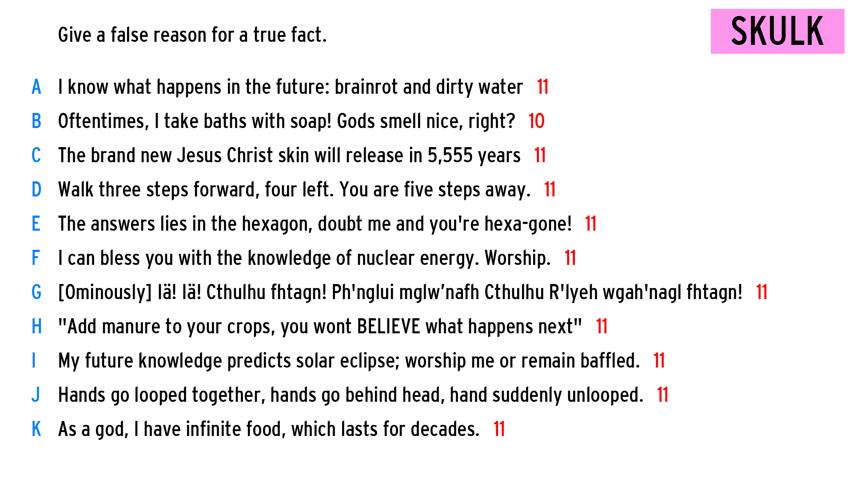 Give a false reason for a true fact.
SKULK
A I know what happens in the future: brainrot and dirty water 11
B Oftentimes, I take baths with soap! Gods smell nice, right? 10
C The brand new Jesus Christ skin will release in 5,555 years 11
D Walk three steps forward, four left. You are five steps away. 11
E The answers lies in the hexagon, doubt me and you're hexa-gone! 11
F I can bless you with the knowledge of nuclear energy. Worship. 11
G [Ominously] Iä! Iä! Cthulhu fhtagn! Ph'nglui mglw’nafh Cthulhu R'lyeh wgah'nagl fhtagn! 11
H "Add manure to your crops, you wont BELIEVE what happens next" 11
I My future knowledge predicts solar eclipse; worship me or remain baffled. 11
J Hands go looped together, hands go behind head, hand suddenly unlooped. 11
K As a god, I have infinite food, which lasts for decades. 11